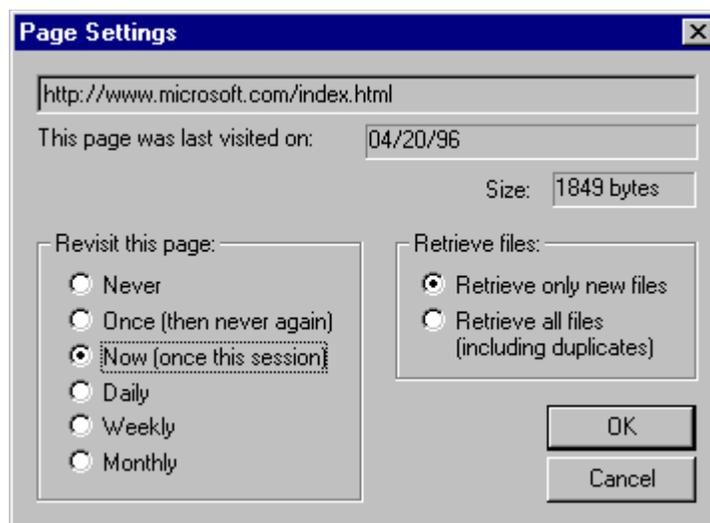 Page Settings
http://www.microsoft.com/index.html
This page was last visited on: 04/20/96
Size: 1849 bytes
Revisit this page:
Never
Once (then never again)
Now (once this session)
Daily
Weekly
Monthly
Retrieve files:
Retrieve only new files
Retrieve all files
(including duplicates)
OK
Cancel